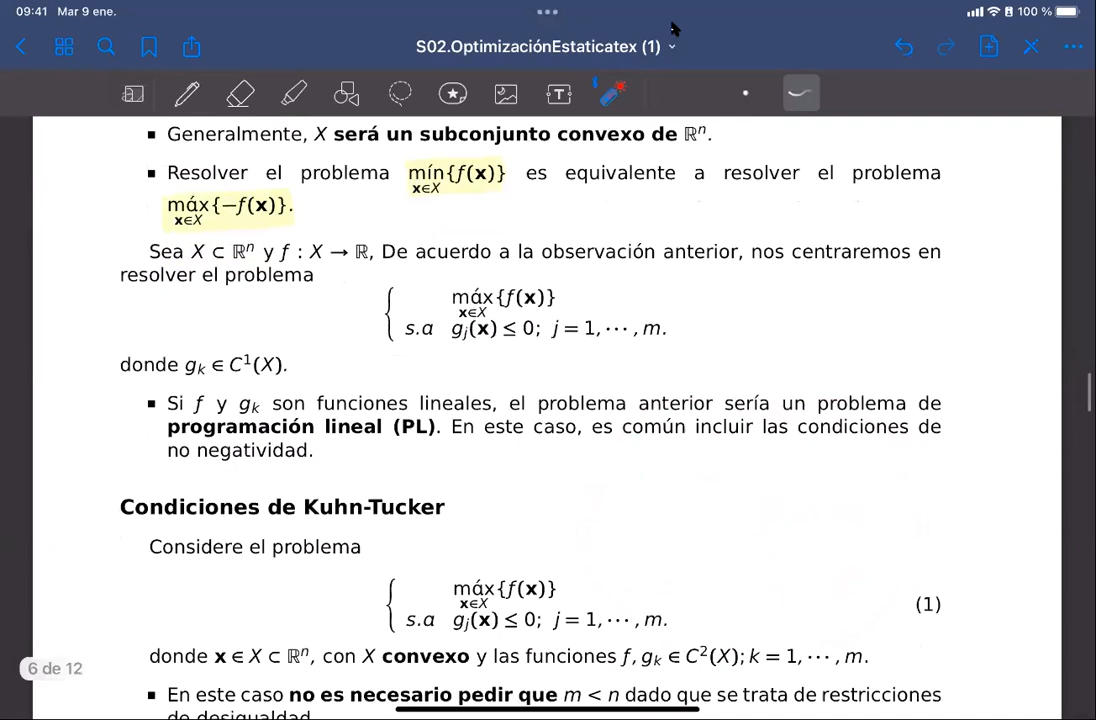 09:41 Mar 9 ene. 100 %
S02.OptimizaciónEstaticatex (1)
▪ Generalmente, X será un subconjunto convexo de ℝⁿ.
▪ Resolver el problema mín{f(x)} es equivalente a resolver el problema
x∈X
máx{−f(x)}.
x∈X
Sea X ⊂ ℝⁿ y f : X → ℝ, De acuerdo a la observación anterior, nos centraremos en
resolver el problema
máx{f(x)}
x∈X
s.a gⱼ(x) ≤ 0; j = 1, ⋯ , m.
donde gₖ ∈ C¹(X).
▪ Si f y gₖ son funciones lineales, el problema anterior sería un problema de
programación lineal (PL). En este caso, es común incluir las condiciones de
no negatividad.
Condiciones de Kuhn-Tucker
Considere el problema
máx{f(x)}
x∈X
(1)
s.a gⱼ(x) ≤ 0; j = 1, ⋯ , m.
donde x ∈ X ⊂ ℝⁿ, con X convexo y las funciones f, gₖ ∈ C²(X); k = 1, ⋯ , m.
6 de 12
▪ En este caso no es necesario pedir que m < n dado que se trata de restricciones
de desigualdad